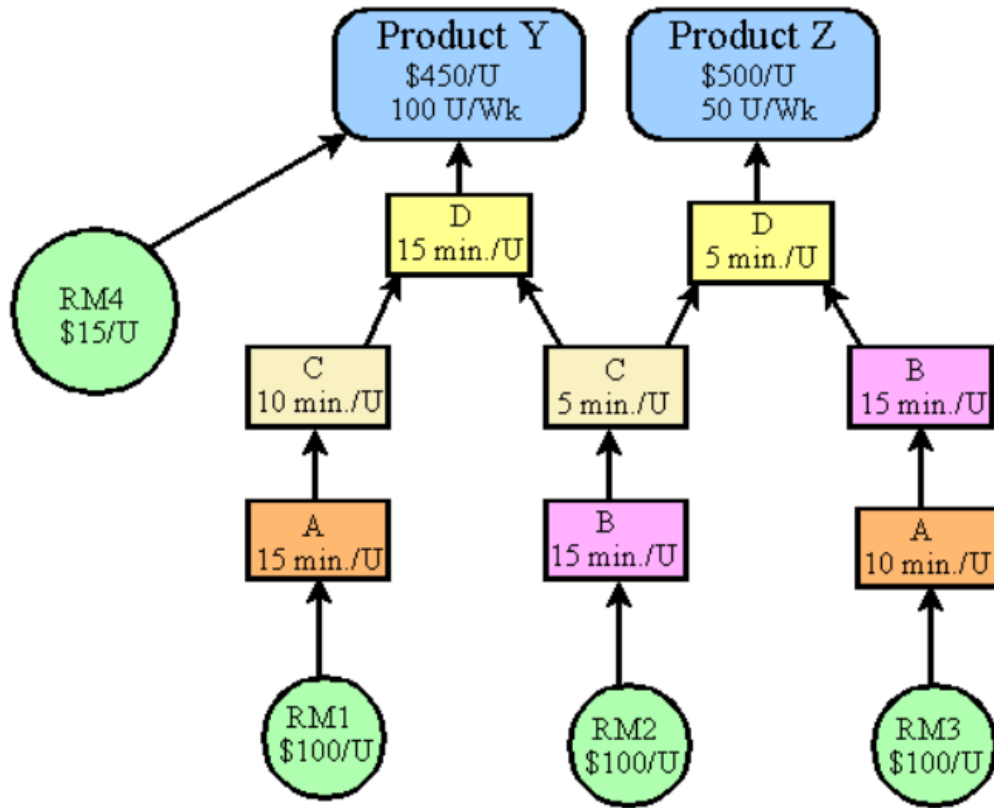 Product Y
$450/U
100 U/Wk
Product Z
$500/U
50 U/Wk
D
15 min./U
D
5 min./U
RM4
$15/U
C
10 min./U
C
5 min./U
B
15 min./U
A
15 min./U
B
15 min./U
A
10 min./U
RM1
$100/U
RM2
$100/U
RM3
$100/U